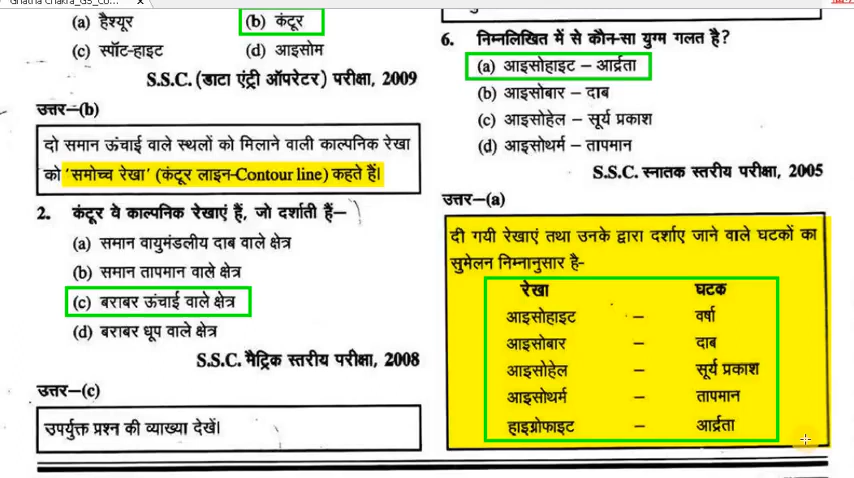 Ghatna Chakra_GS_Co...
(a) हैश्यूर (b) कंटूर
(c) स्पॉट-हाइट (d) आइसोम
S.S.C. (डाटा एंट्री ऑपरेटर) परीक्षा, 2009
उत्तर–(b)
दो समान ऊंचाई वाले स्थलों को मिलाने वाली काल्पनिक रेखा
को 'समोच्च रेखा' (कंटूर लाइन-Contour line) कहते हैं।
2. कंटूर वे काल्पनिक रेखाएं हैं, जो दर्शाती हैं–
(a) समान वायुमंडलीय दाब वाले क्षेत्र
(b) समान तापमान वाले क्षेत्र
(c) बराबर ऊंचाई वाले क्षेत्र
(d) बराबर धूप वाले क्षेत्र
S.S.C. मैट्रिक स्तरीय परीक्षा, 2008
उत्तर–(c)
उपर्युक्त प्रश्न की व्याख्या देखें।
6. निम्नलिखित में से कौन-सा युग्म गलत है?
(a) आइसोहाइट – आर्द्रता
(b) आइसोबार – दाब
(c) आइसोहेल – सूर्य प्रकाश
(d) आइसोथर्म – तापमान
S.S.C. स्नातक स्तरीय परीक्षा, 2005
उत्तर–(a)
दी गयी रेखाएं तथा उनके द्वारा दर्शाए जाने वाले घटकों का
सुमेलन निम्नानुसार है-
रेखा घटक
आइसोहाइट – वर्षा
आइसोबार – दाब
आइसोहेल – सूर्य प्रकाश
आइसोथर्म – तापमान
हाइग्रोफाइट – आर्द्रता